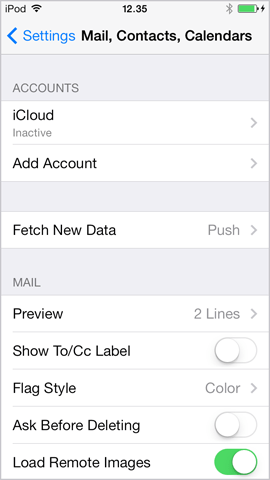 iPod 12.35
Settings Mail, Contacts, Calendars
ACCOUNTS
iCloud
Inactive
Add Account
Fetch New Data Push
MAIL
Preview 2 Lines
Show To/Cc Label
Flag Style Color
Ask Before Deleting
Load Remote Images